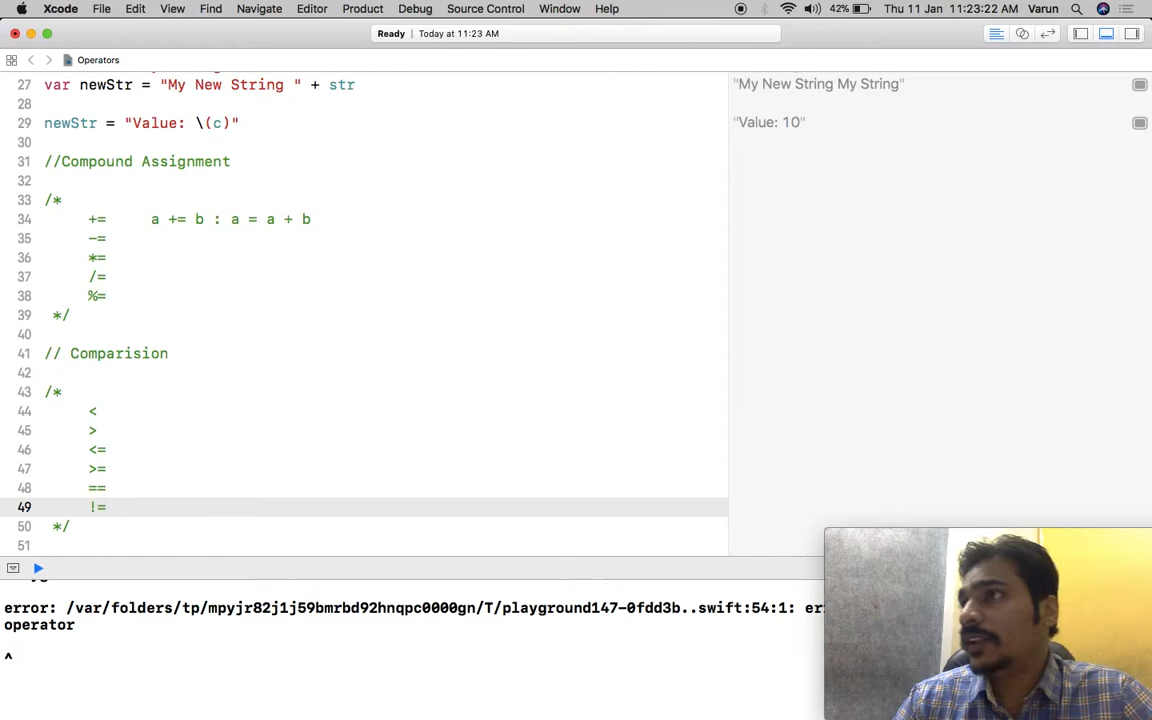 Xcode File Edit View Find Navigate Editor Product Debug Source Control Window Help 42% Thu 11 Jan 11:23:22 AM Varun
Ready | Today at 11:23 AM
Operators
27 var newStr = "My New String " + str "My New String My String"
28
29 newStr = "Value: \(c)" "Value: 10"
30
31 //Compound Assignment
32
33 /*
34 += a += b : a = a + b
35 -=
36 *=
37 /=
38 %=
39 */
40
41 // Comparision
42
43 /*
44 <
45 >
46 <=
47 >=
48 ==
49 !=
50 */
51
error: /var/folders/tp/mpyjr82j1j59bmrbd92hnqpc0000gn/T/playground147-0fdd3b..swift:54:1:
operator
^